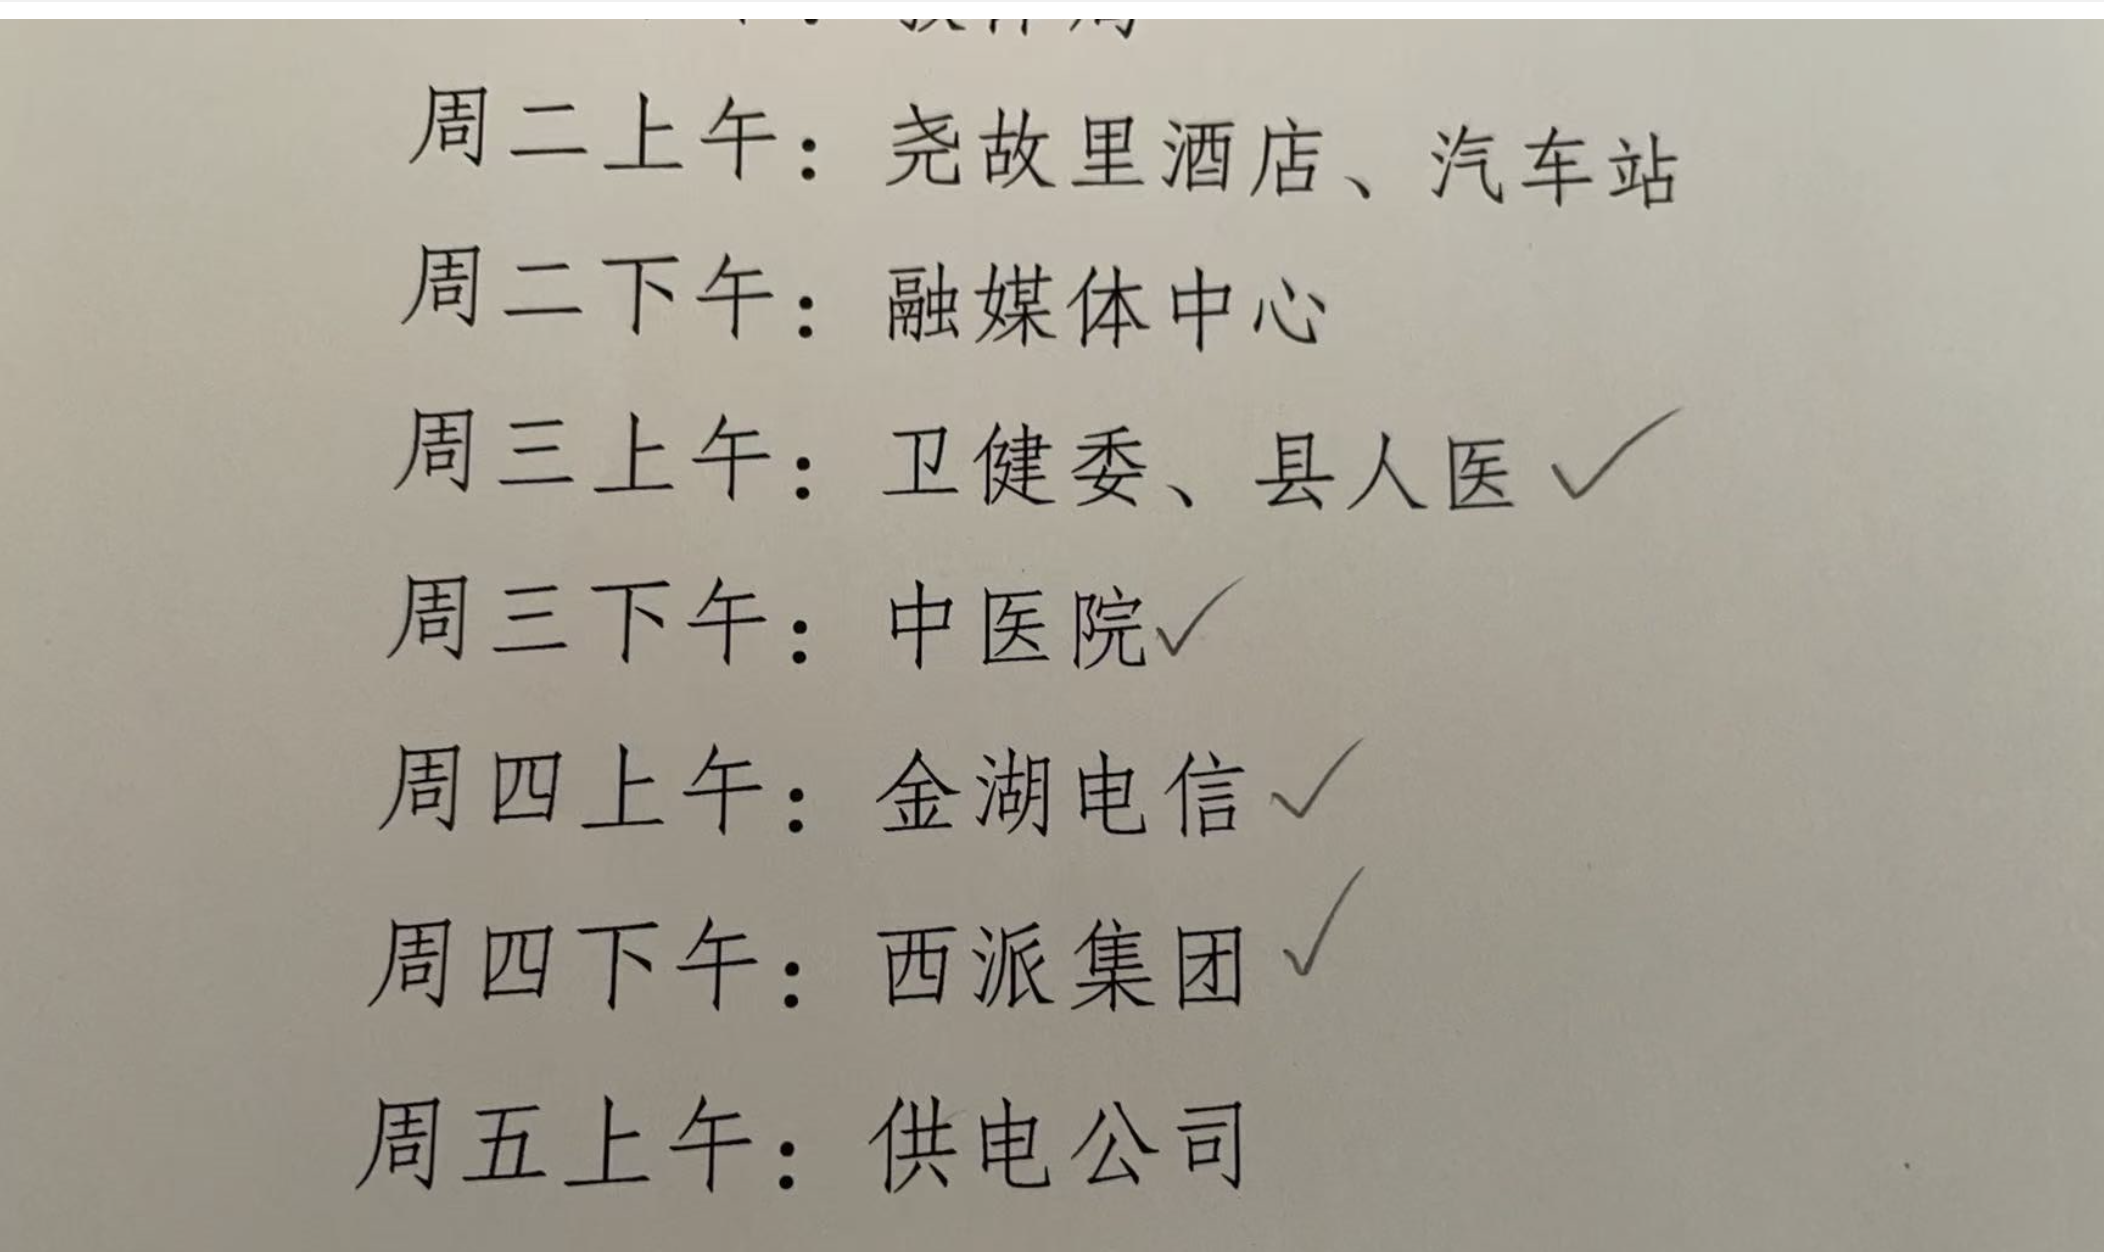 周二上午：尧故里酒店、汽车站
周二下午：融媒体中心
周三上午：卫健委、县人医 ✓
周三下午：中医院✓
周四上午：金湖电信✓
周四下午：西派集团✓
周五上午：供电公司